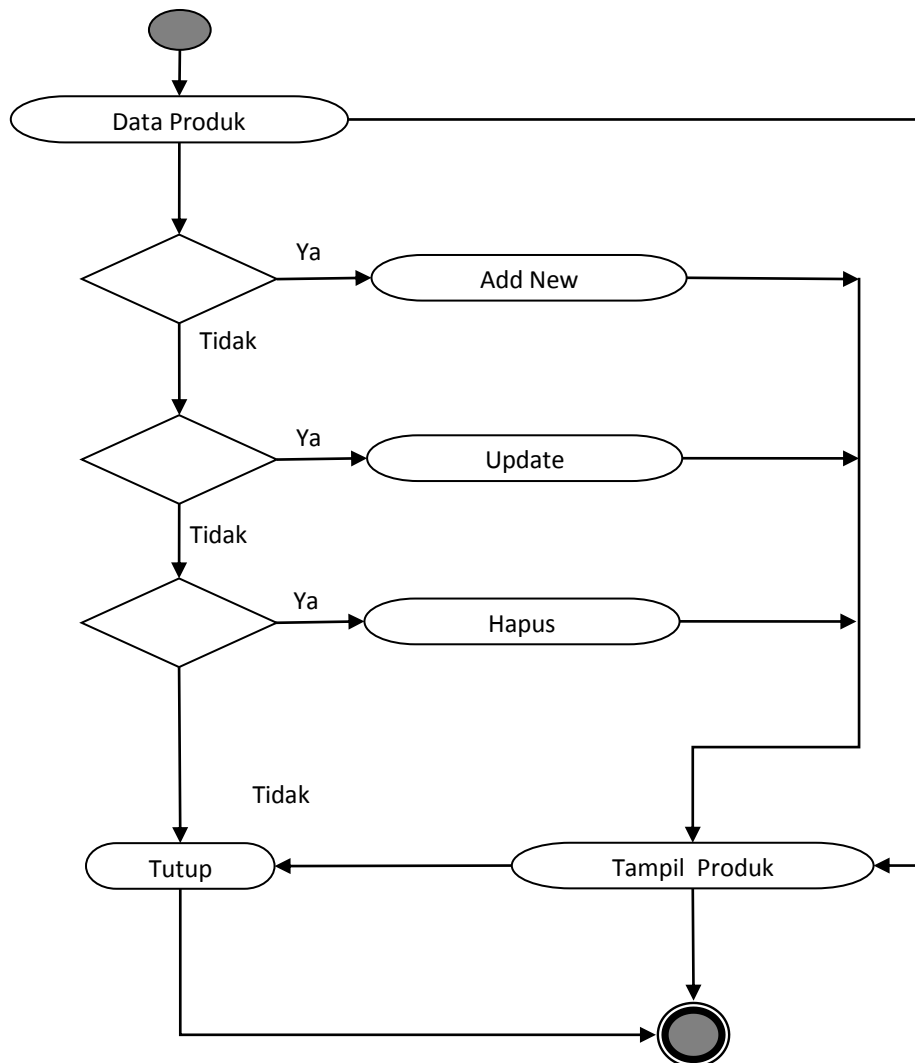 Data Produk
Ya
Add New
Tidak
Ya
Update
Tidak
Ya
Hapus
Tidak
Tutup
Tampil Produk